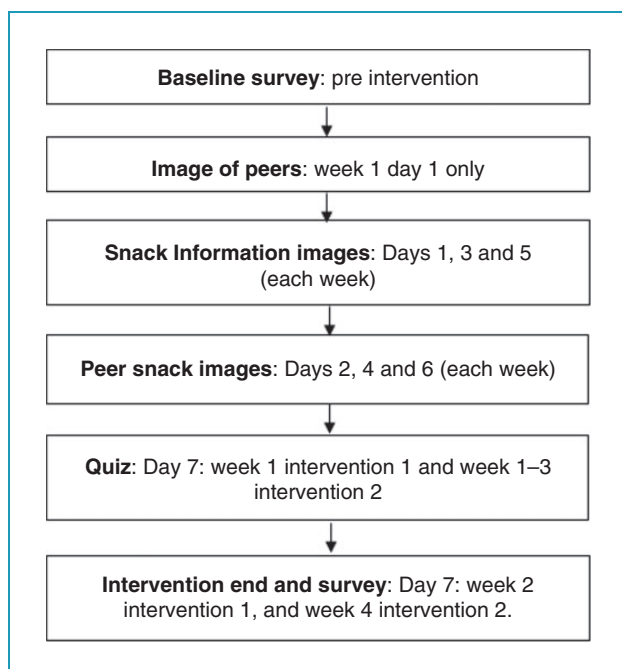 Baseline survey: pre intervention
Image of peers: week 1 day 1 only
Snack Information images: Days 1, 3 and 5
(each week)
Peer snack images: Days 2, 4 and 6 (each week)
Quiz: Day 7: week 1 intervention 1 and week 1–3
intervention 2
Intervention end and survey: Day 7: week 2
intervention 1, and week 4 intervention 2.